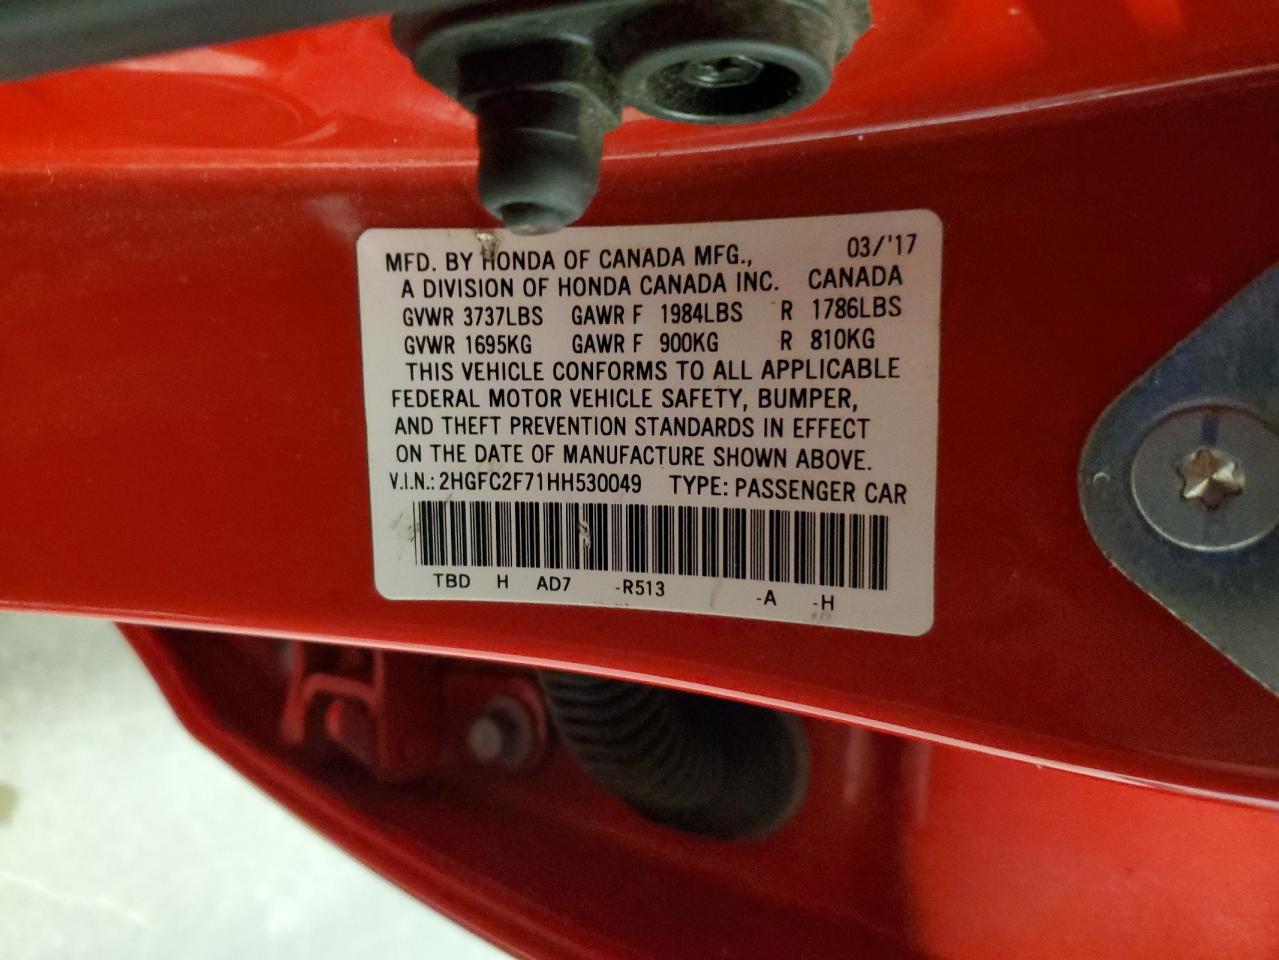 MFD. BY HONDA OF CANADA MFG., 03/'17
A DIVISION OF HONDA CANADA INC. CANADA
GVWR 3737LBS GAWR F 1984LBS R 1786LBS
GVWR 1695KG GAWR F 900KG R 810KG
THIS VEHICLE CONFORMS TO ALL APPLICABLE
FEDERAL MOTOR VEHICLE SAFETY, BUMPER,
AND THEFT PREVENTION STANDARDS IN EFFECT
ON THE DATE OF MANUFACTURE SHOWN ABOVE.
V.I.N.: 2HGFC2F71HH530049 TYPE: PASSENGER CAR
TBD H AD7 -R513 -A -H